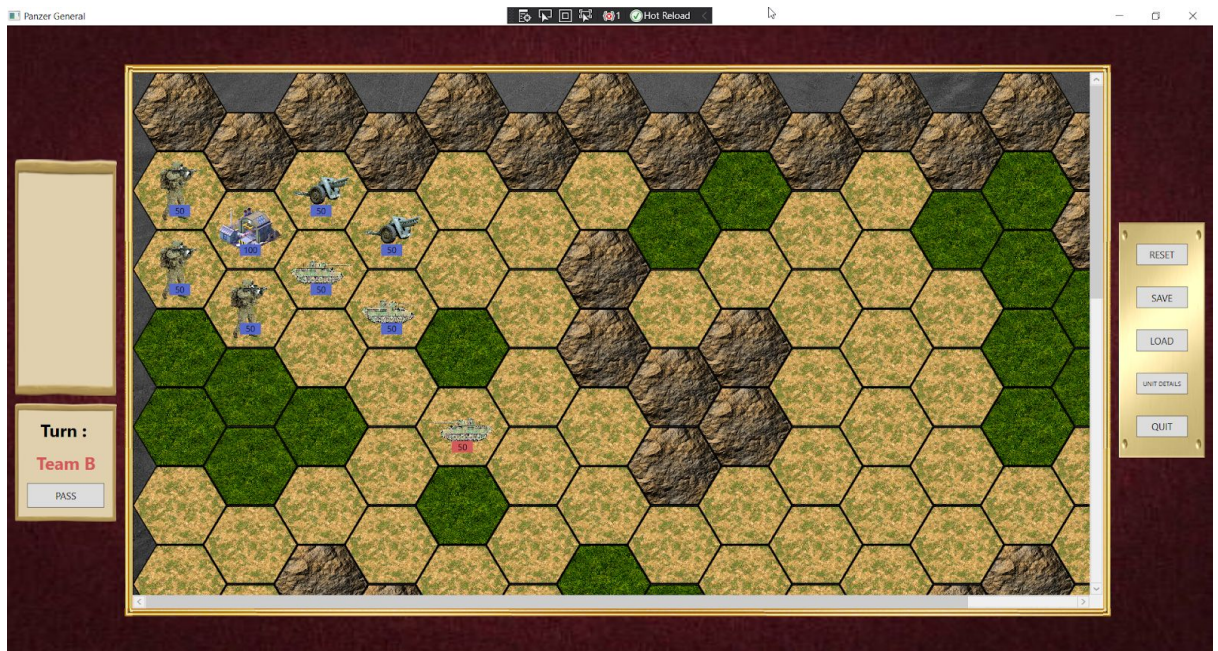 Panzer General
1
Hot Reload
50
50
100
50
50
50
50
50
50
Turn :
Team B
PASS
RESET
SAVE
LOAD
UNIT DETAILS
QUIT